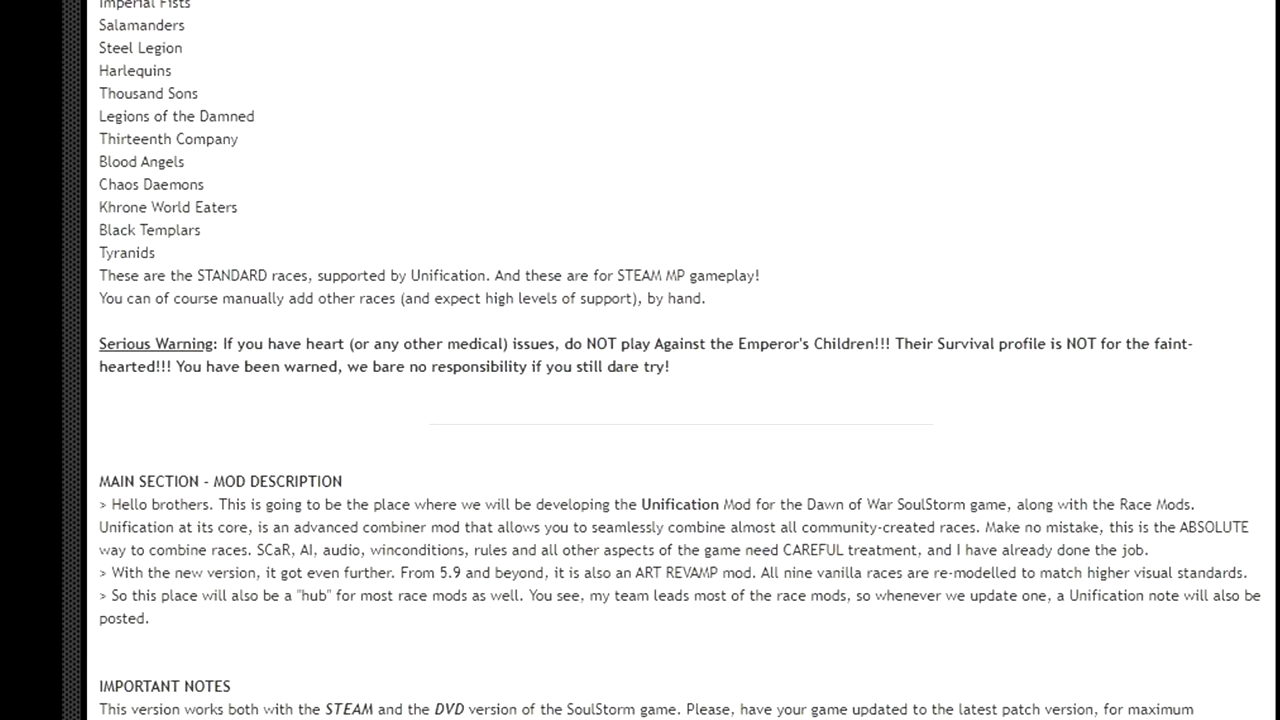 Imperial Fists
Salamanders
Steel Legion
Harlequins
Thousand Sons
Legions of the Damned
Thirteenth Company
Blood Angels
Chaos Daemons
Khrone World Eaters
Black Templars
Tyranids
These are the STANDARD races, supported by Unification. And these are for STEAM MP gameplay!
You can of course manually add other races (and expect high levels of support), by hand.
Serious Warning: If you have heart (or any other medical) issues, do NOT play Against the Emperor's Children!!! Their Survival profile is NOT for the faint-
hearted!!! You have been warned, we bare no responsibility if you still dare try!
MAIN SECTION - MOD DESCRIPTION
> Hello brothers. This is going to be the place where we will be developing the Unification Mod for the Dawn of War SoulStorm game, along with the Race Mods.
Unification at its core, is an advanced combiner mod that allows you to seamlessly combine almost all community-created races. Make no mistake, this is the ABSOLUTE
way to combine races. SCaR, AI, audio, winconditions, rules and all other aspects of the game need CAREFUL treatment, and I have already done the job.
> With the new version, it got even further. From 5.9 and beyond, it is also an ART REVAMP mod. All nine vanilla races are re-modelled to match higher visual standards.
> So this place will also be a "hub" for most race mods as well. You see, my team leads most of the race mods, so whenever we update one, a Unification note will also be
posted.
IMPORTANT NOTES
This version works both with the STEAM and the DVD version of the SoulStorm game. Please, have your game updated to the latest patch version, for maximum